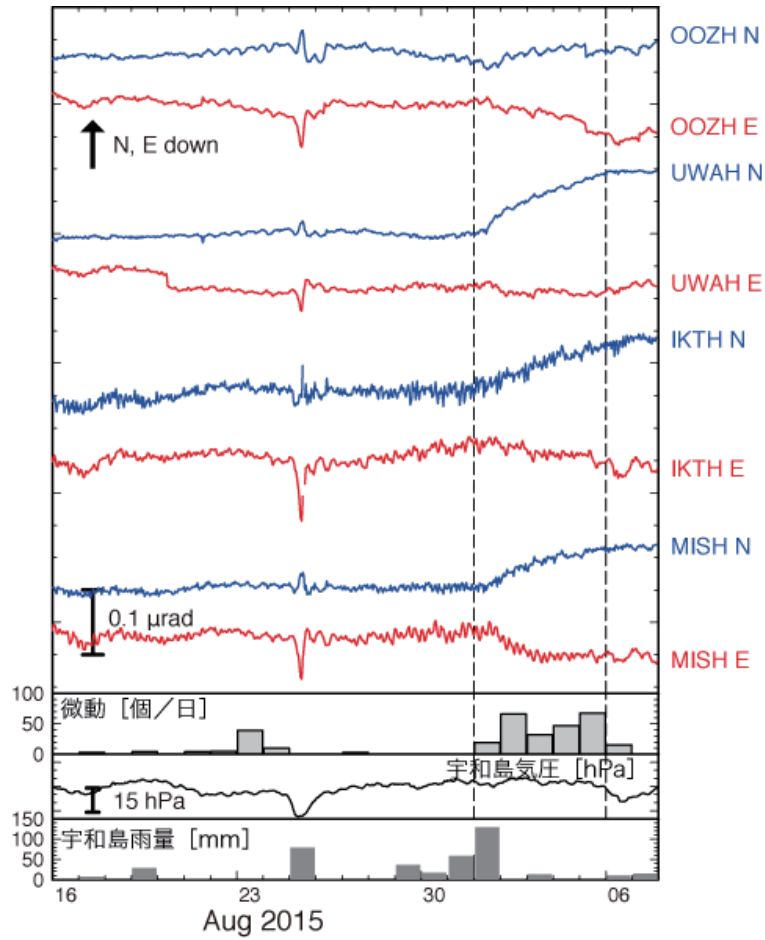 OOZH N
OOZH E
N, E down
UWAH N
UWAH E
IKTH N
IKTH E
MISH N
0.1 μrad
MISH E
100
微動 [個／日]
50
0
宇和島気圧 [hPa]
15 hPa
150
宇和島雨量 [mm]
100
50
0
16 23 30 06
Aug 2015